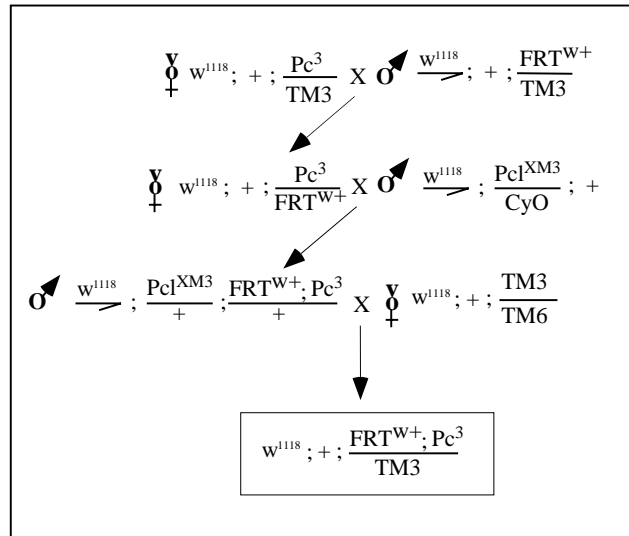 v w¹¹¹⁸ ; + ; Pc³ / TM3 X O w¹¹¹⁸ ; + ; FRTᵂ⁺ / TM3
v w¹¹¹⁸ ; + ; Pc³ / FRTᵂ⁺ X O w¹¹¹⁸ ; Pclˣᴹ³ / CyO ; +
O w¹¹¹⁸ ; Pclˣᴹ³ / + ; FRTᵂ⁺; Pc³ / + X v w¹¹¹⁸ ; + ; TM3 / TM6
w¹¹¹⁸ ; + ; FRTᵂ⁺; Pc³ / TM3